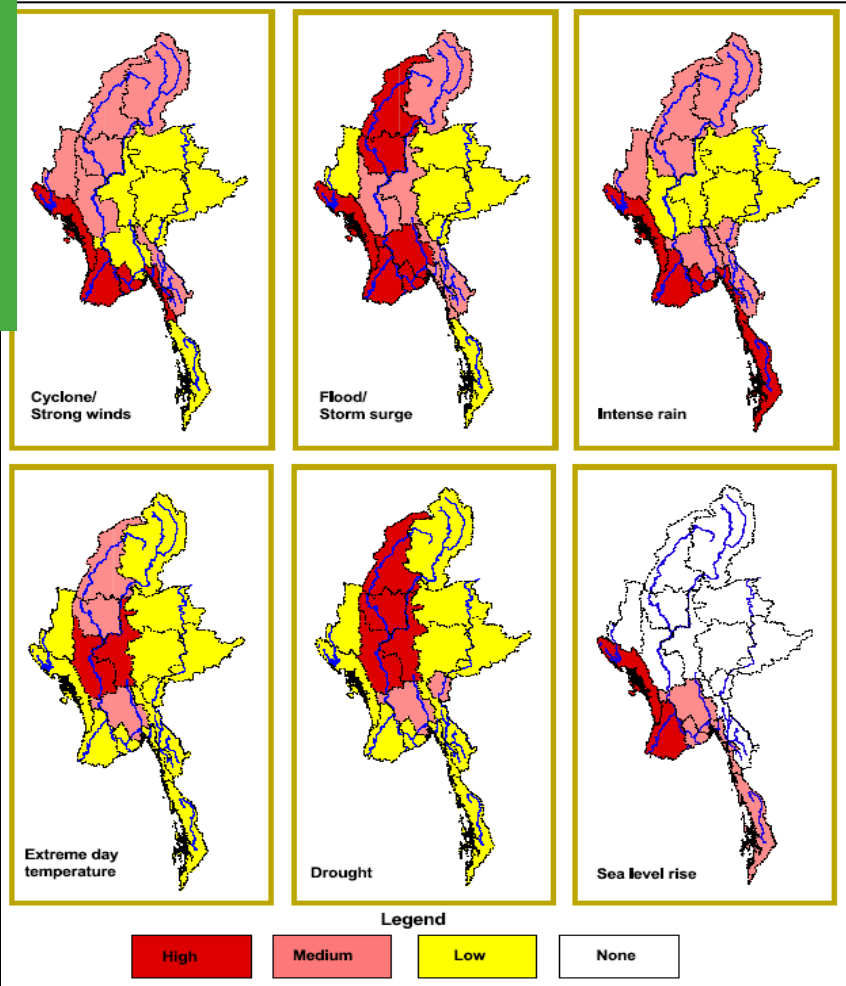 Cyclone/
Strong winds
Flood/
Storm surge
Intense rain
Extreme day
temperature
Drought
Sea level rise
Legend
High
Medium
Low
None